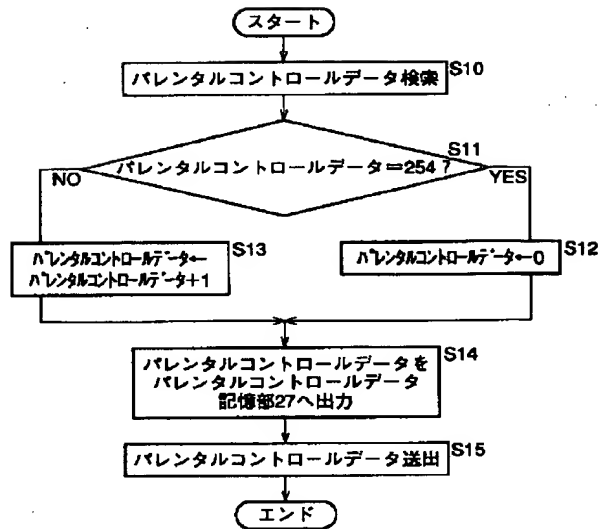 スタート
パレンタルコントロールデータ検索
S10
S11
パレンタルコントロールデータ=254?
NO
YES
S13
パレンタルコントロールデータ←
パレンタルコントロールデータ+1
S12
パレンタルコントロールデータ←0
S14
パレンタルコントロールデータを
パレンタルコントロールデータ
記憶部27へ出力
S15
パレンタルコントロールデータ送出
エンド